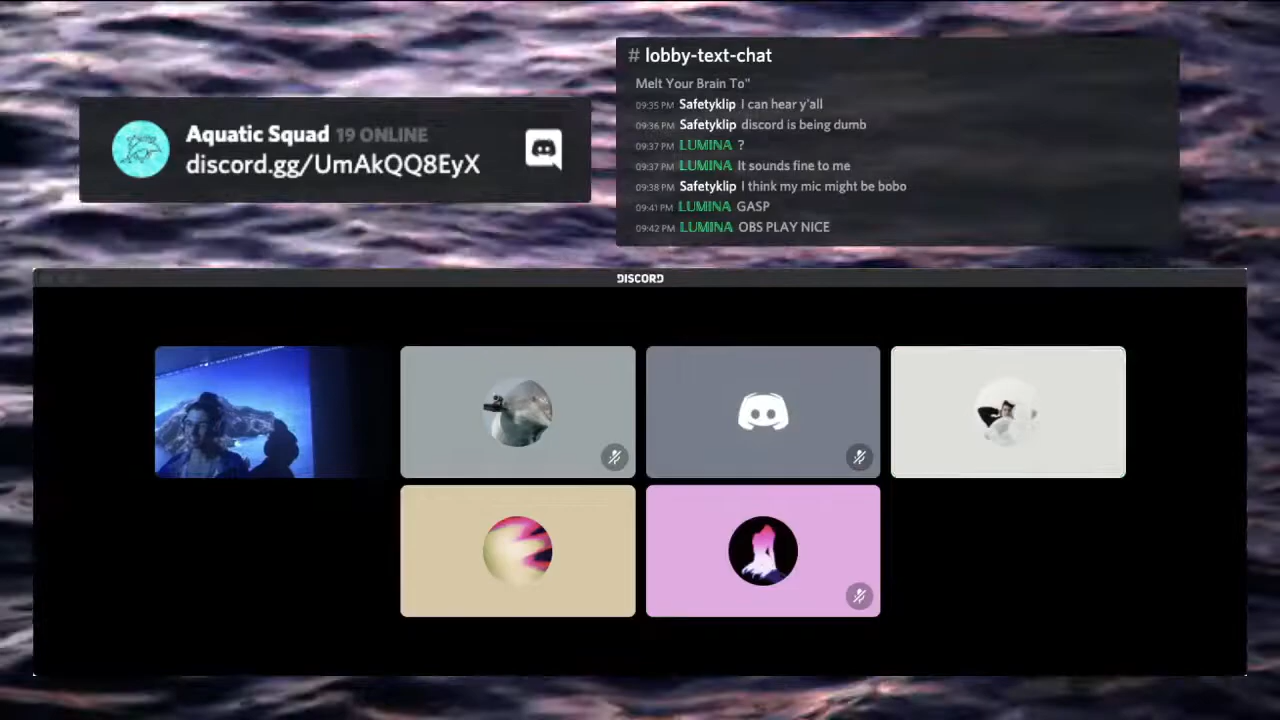 Aquatic Squad 19 ONLINE
discord.gg/UmAkQQ8EyX
# lobby-text-chat
Melt Your Brain To"
09:35 PM Safetyklip I can hear y'all
09:36 PM Safetyklip discord is being dumb
09:37 PM LUMINA ?
09:37 PM LUMINA It sounds fine to me
09:38 PM Safetyklip I think my mic might be bobo
09:41 PM LUMINA GASP
09:42 PM LUMINA OBS PLAY NICE
DISCORD